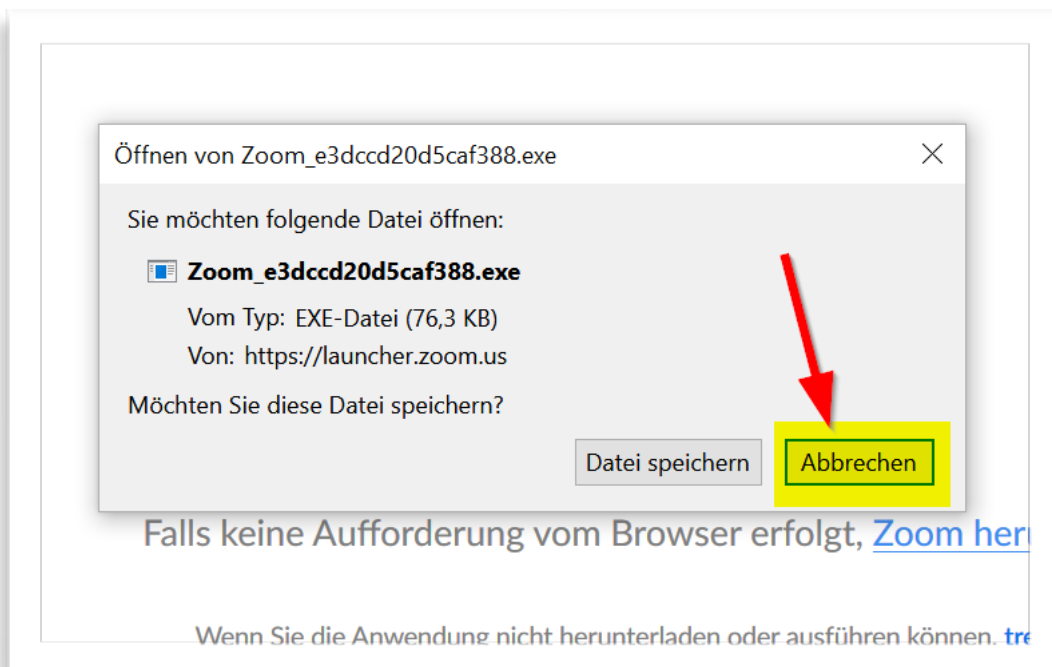 Öffnen von Zoom_e3dccd20d5caf388.exe
Sie möchten folgende Datei öffnen:
Zoom_e3dccd20d5caf388.exe
Vom Typ: EXE-Datei (76,3 KB)
Von: https://launcher.zoom.us
Möchten Sie diese Datei speichern?
Datei speichern Abbrechen
Falls keine Aufforderung vom Browser erfolgt, Zoom
Wenn Sie die Anwendung nicht herunterladen oder ausführen können,